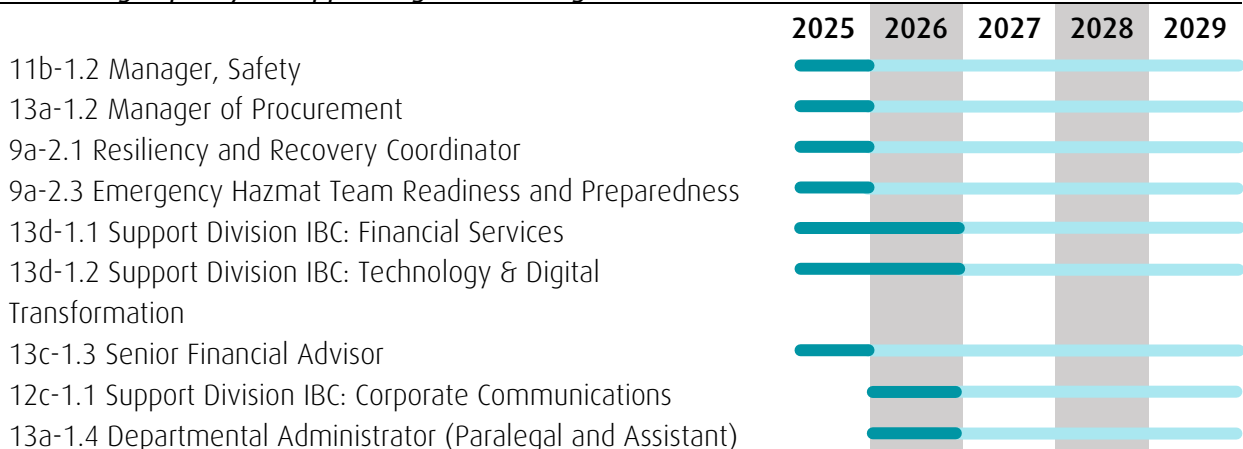 2025 2026 2027 2028 2029
11b-1.2 Manager, Safety
13a-1.2 Manager of Procurement
9a-2.1 Resiliency and Recovery Coordinator
9a-2.3 Emergency Hazmat Team Readiness and Preparedness
13d-1.1 Support Division IBC: Financial Services
13d-1.2 Support Division IBC: Technology & Digital
Transformation
13c-1.3 Senior Financial Advisor
12c-1.1 Support Division IBC: Corporate Communications
13a-1.4 Departmental Administrator (Paralegal and Assistant)